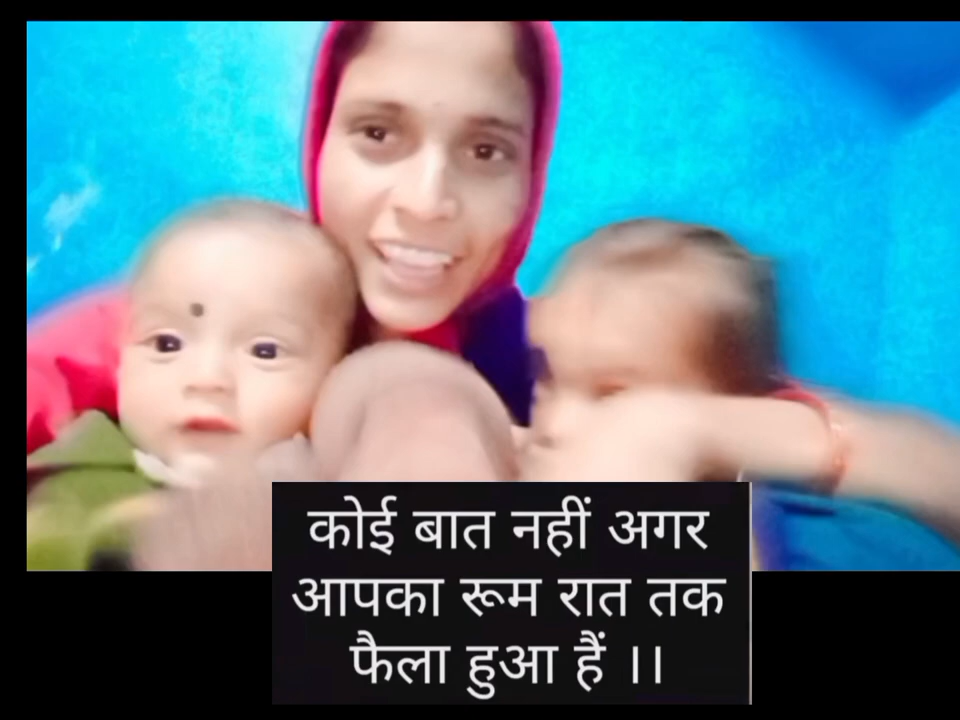 कोई बात नहीं अगर
आपका रूम रात तक
फैला हुआ हैं ।।